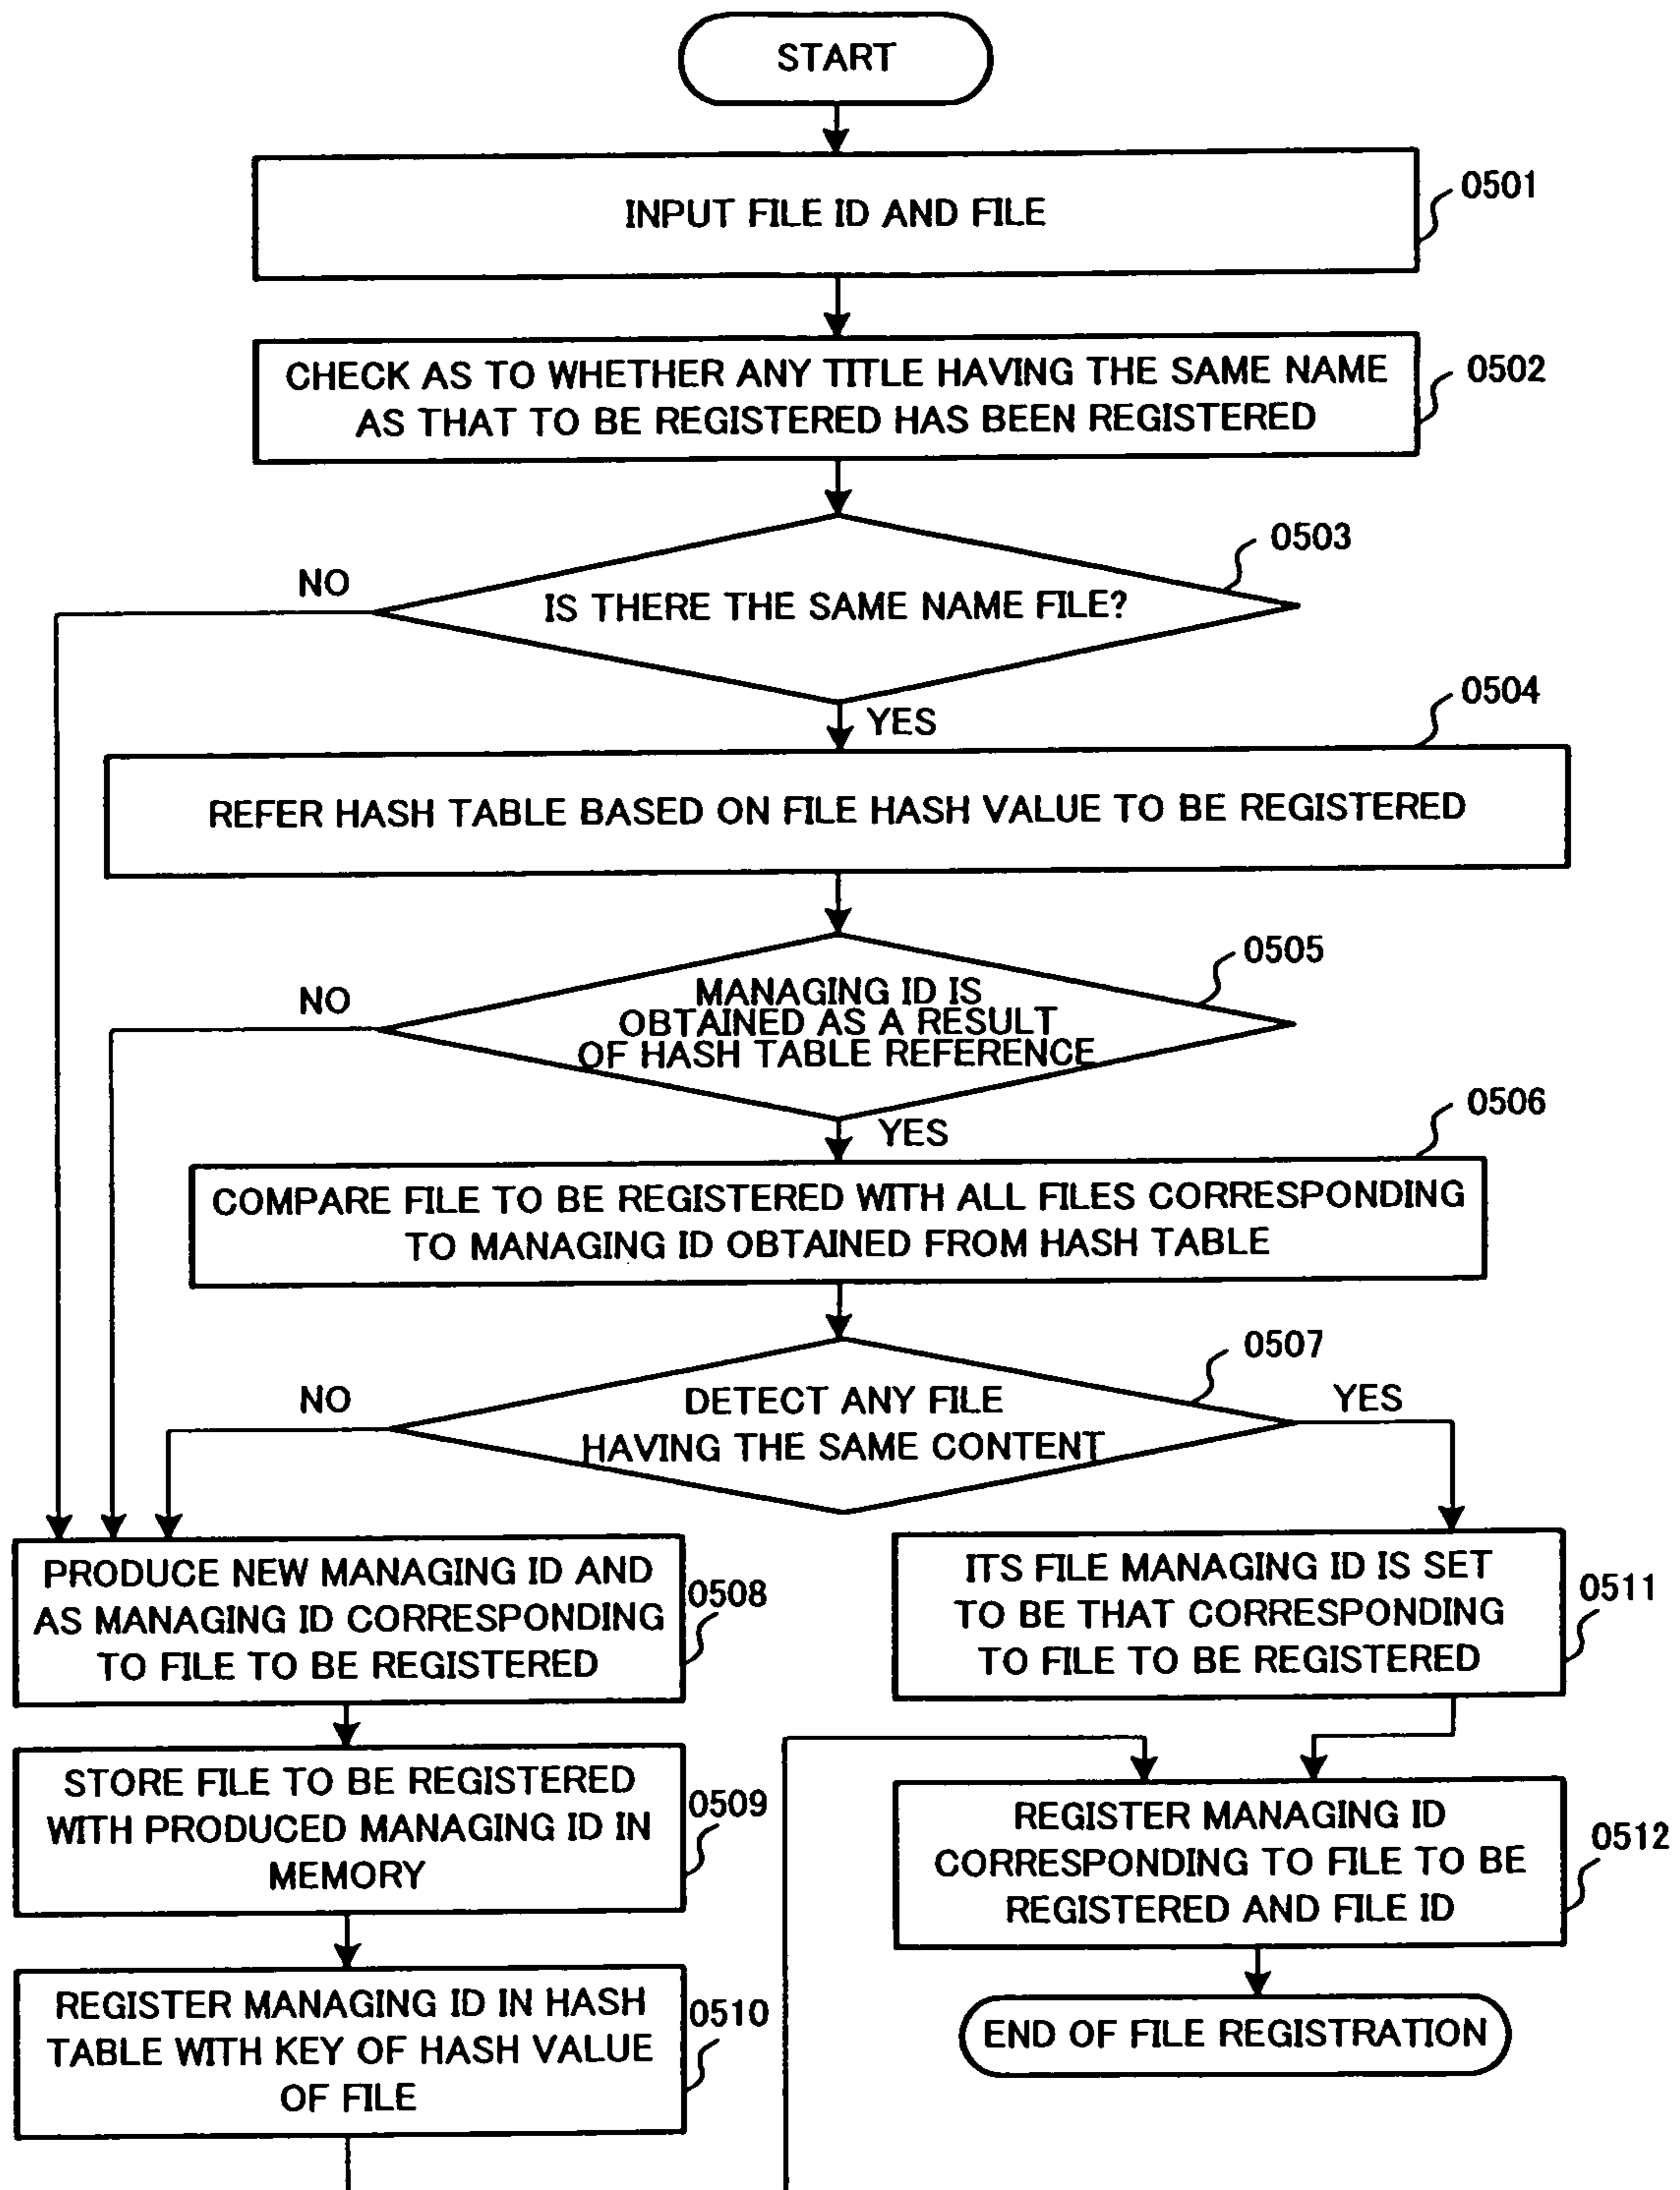 START
INPUT FILE ID AND FILE
0501
CHECK AS TO WHETHER ANY TITLE HAVING THE SAME NAME
AS THAT TO BE REGISTERED HAS BEEN REGISTERED
0502
IS THERE THE SAME NAME FILE?
0503
NO
YES
REFER HASH TABLE BASED ON FILE HASH VALUE TO BE REGISTERED
0504
MANAGING ID IS
OBTAINED AS A RESULT
OF HASH TABLE REFERENCE
0505
NO
YES
COMPARE FILE TO BE REGISTERED WITH ALL FILES CORRESPONDING
TO MANAGING ID OBTAINED FROM HASH TABLE
0506
DETECT ANY FILE
HAVING THE SAME CONTENT
0507
NO
YES
PRODUCE NEW MANAGING ID AND
AS MANAGING ID CORRESPONDING
TO FILE TO BE REGISTERED
0508
ITS FILE MANAGING ID IS SET
TO BE THAT CORRESPONDING
TO FILE TO BE REGISTERED
0511
STORE FILE TO BE REGISTERED
WITH PRODUCED MANAGING ID IN
MEMORY
0509
REGISTER MANAGING ID
CORRESPONDING TO FILE TO BE
REGISTERED AND FILE ID
0512
REGISTER MANAGING ID IN HASH
TABLE WITH KEY OF HASH VALUE
OF FILE
0510
END OF FILE REGISTRATION